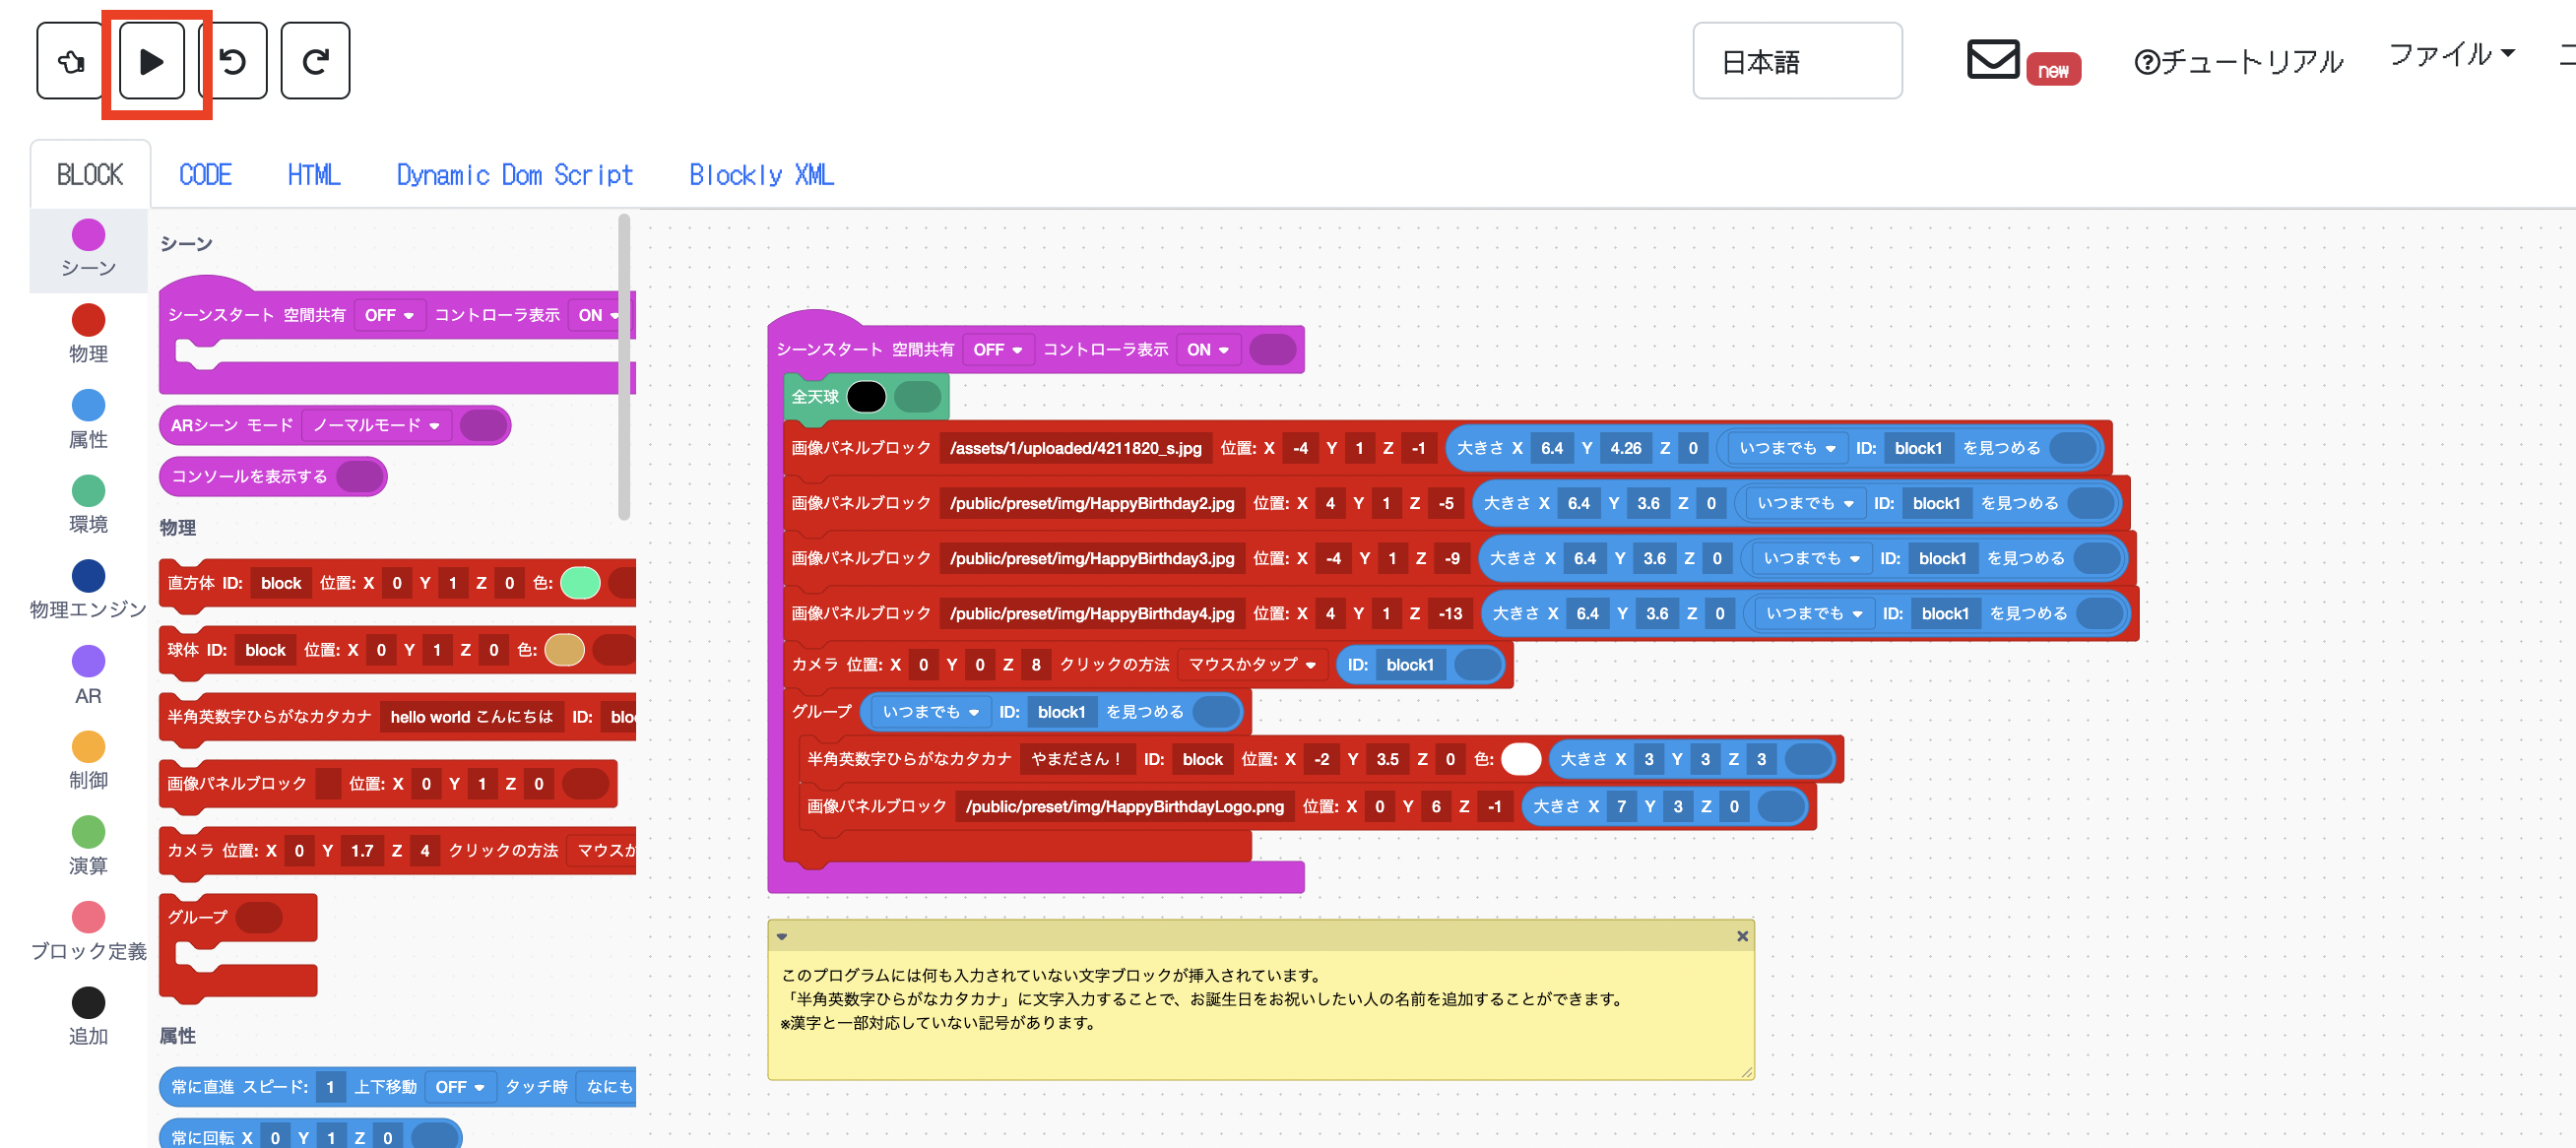 日本語
new
チュートリアル
ファイル
BLOCK
CODE
HTML
Dynamic Dom Script
Blockly XML
シーン
物理
属性
環境
物理エンジン
AR
制御
演算
ブロック定義
追加
シーン
シーンスタート 空間共有 OFF コントローラ表示 ON
ARシーン モード ノーマルモード
コンソールを表示する
物理
直方体 ID: block 位置: X 0 Y 1 Z 0 色:
球体 ID: block 位置: X 0 Y 1 Z 0 色:
半角英数字ひらがなカタカナ hello world こんにちは ID:
画像パネルブロック 位置: X 0 Y 1 Z 0
カメラ 位置: X 0 Y 1.7 Z 4 クリックの方法 マウスか
グループ
属性
常に直進 スピード: 1 上下移動 OFF タッチ時 なにも
常に回転 X 0 Y 1 Z 0
シーンスタート 空間共有 OFF コントローラ表示 ON
全天球
画像パネルブロック /assets/1/uploaded/4211820_s.jpg 位置: X -4 Y 1 Z -1 大きさ X 6.4 Y 4.26 Z 0 いつまでも ID: block1 を見つめる
画像パネルブロック /public/preset/img/HappyBirthday2.jpg 位置: X 4 Y 1 Z -5 大きさ X 6.4 Y 3.6 Z 0 いつまでも ID: block1 を見つめる
画像パネルブロック /public/preset/img/HappyBirthday3.jpg 位置: X -4 Y 1 Z -9 大きさ X 6.4 Y 3.6 Z 0 いつまでも ID: block1 を見つめる
画像パネルブロック /public/preset/img/HappyBirthday4.jpg 位置: X 4 Y 1 Z -13 大きさ X 6.4 Y 3.6 Z 0 いつまでも ID: block1 を見つめる
カメラ 位置: X 0 Y 0 Z 8 クリックの方法 マウスかタップ ID: block1
グループ いつまでも ID: block1 を見つめる
半角英数字ひらがなカタカナ やまださん！ ID: block 位置: X -2 Y 3.5 Z 0 色: 大きさ X 3 Y 3 Z 3
画像パネルブロック /public/preset/img/HappyBirthdayLogo.png 位置: X 0 Y 6 Z -1 大きさ X 7 Y 3 Z 0
このプログラムには何も入力されていない文字ブロックが挿入されています。
「半角英数字ひらがなカタカナ」に文字入力することで、お誕生日をお祝いしたい人の名前を追加することができます。
※漢字と一部対応していない記号があります。